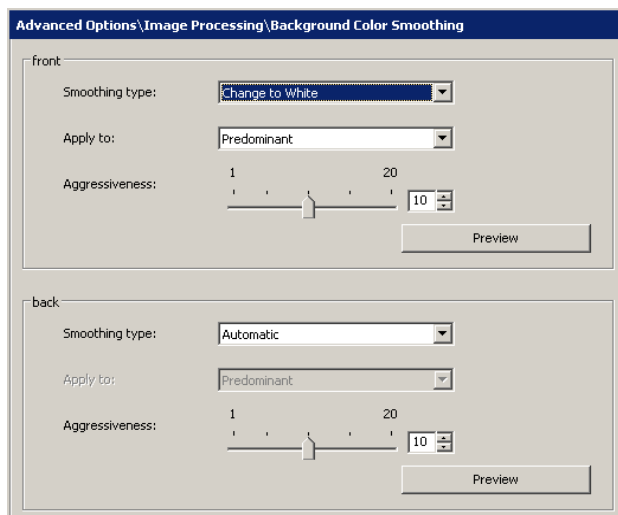 Advanced Options\Image Processing\Background Color Smoothing
front
Smoothing type: Change to White
Apply to: Predominant
1 20
Aggressiveness: 10
Preview
back
Smoothing type: Automatic
Apply to: Predominant
1 20
Aggressiveness: 10
Preview